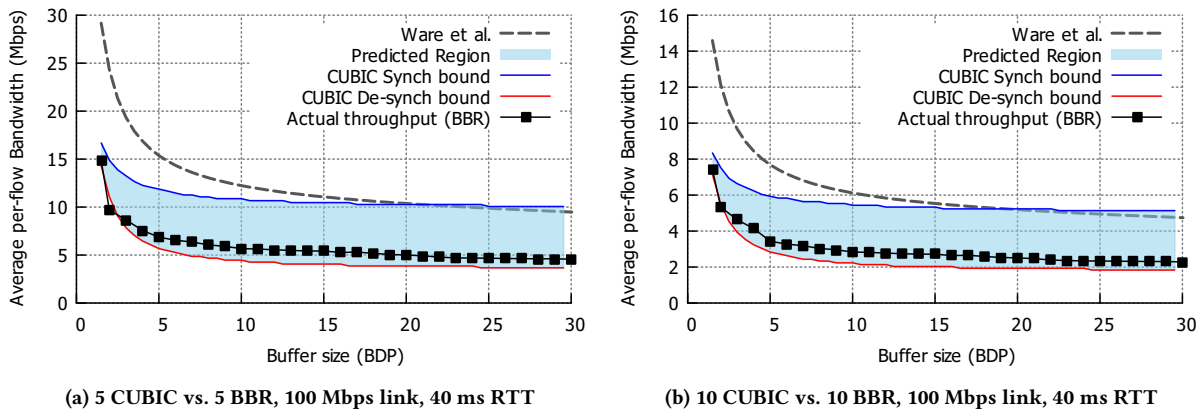 Average per-flow Bandwidth (Mbps)
30
25
20
15
10
5
0
0 5 10 15 20 25 30
Buffer size (BDP)
Ware et al.
Predicted Region
CUBIC Synch bound
CUBIC De-synch bound
Actual throughput (BBR)
(a) 5 CUBIC vs. 5 BBR, 100 Mbps link, 40 ms RTT
Average per-flow Bandwidth (Mbps)
16
14
12
10
8
6
4
2
0
0 5 10 15 20 25 30
Buffer size (BDP)
Ware et al.
Predicted Region
CUBIC Synch bound
CUBIC De-synch bound
Actual throughput (BBR)
(b) 10 CUBIC vs. 10 BBR, 100 Mbps link, 40 ms RTT